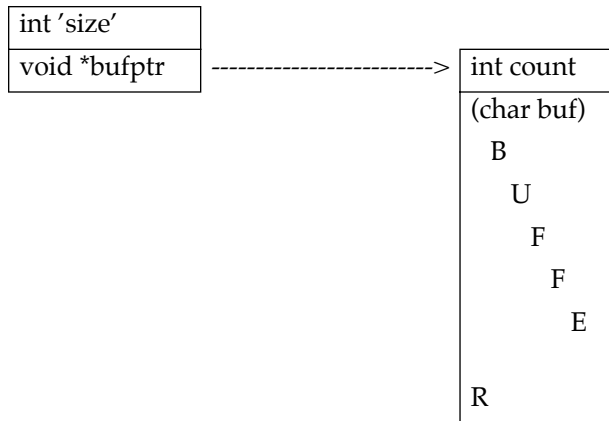 int ’size’
void *bufptr ------------------------> int count
(char buf)
B
U
F
F
E
R